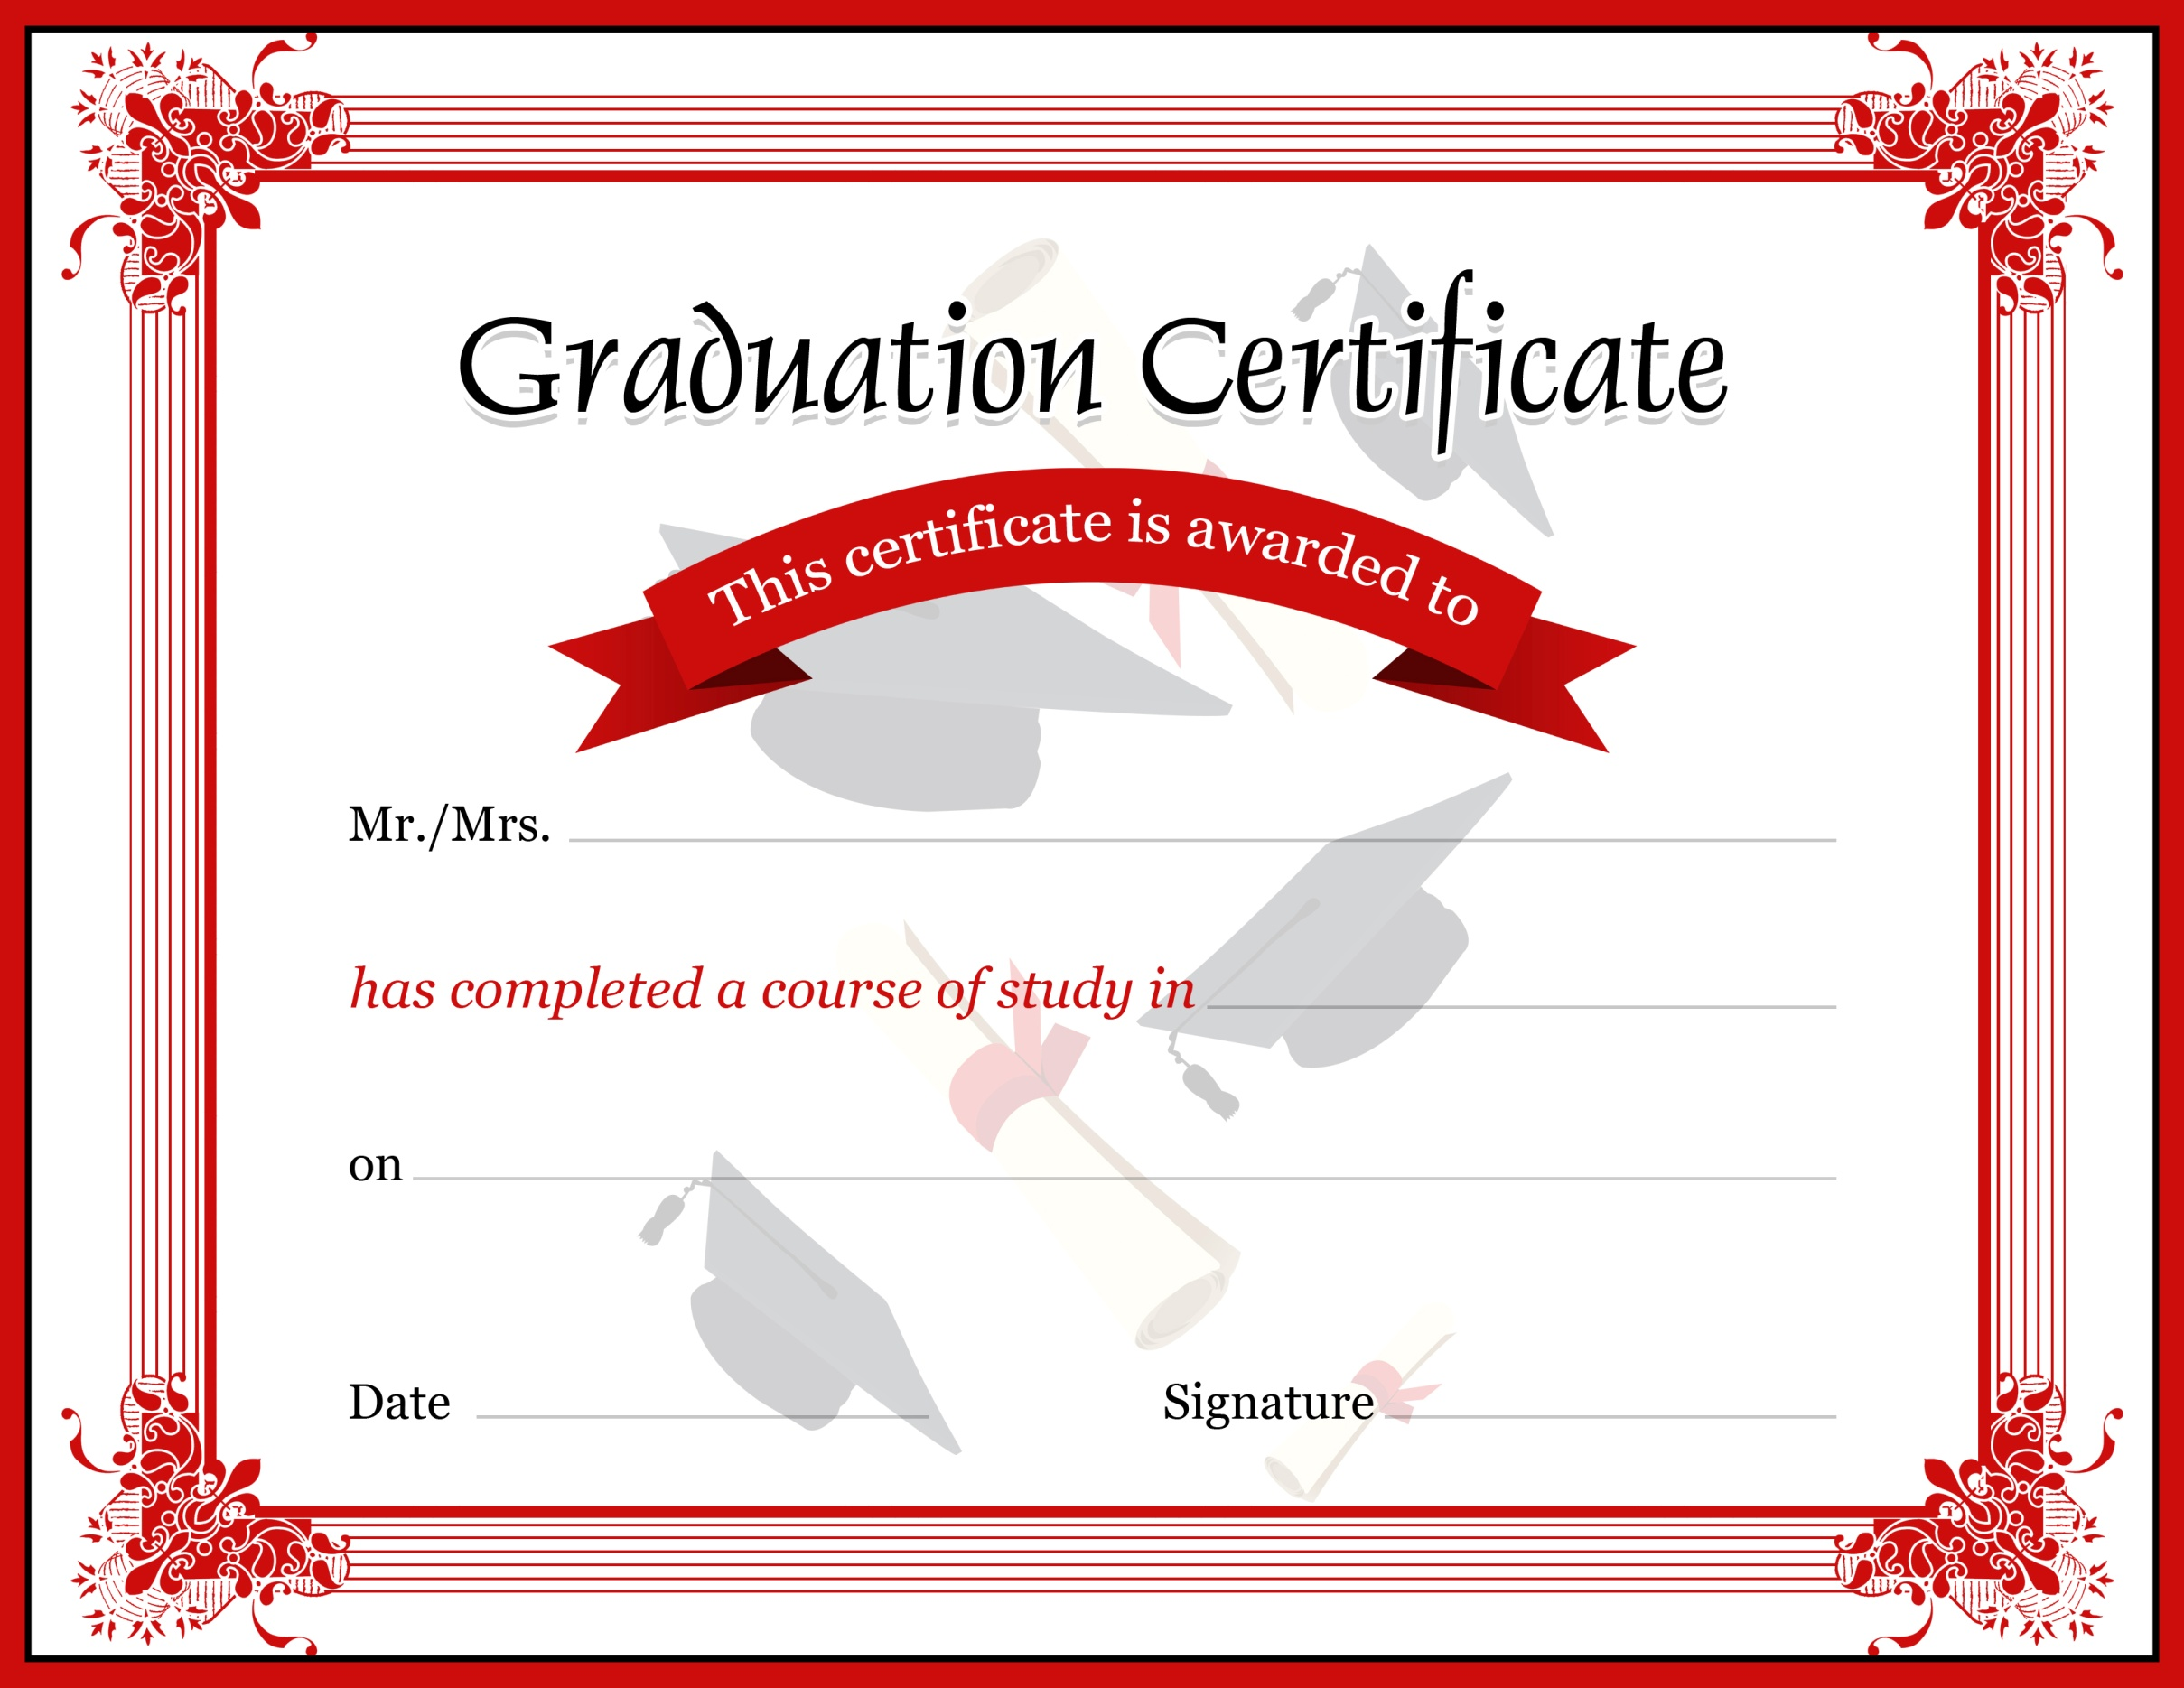 Graduation Certificate
This certificate is awarded to
Mr./Mrs.
has completed a course of study in
on
Date Signature